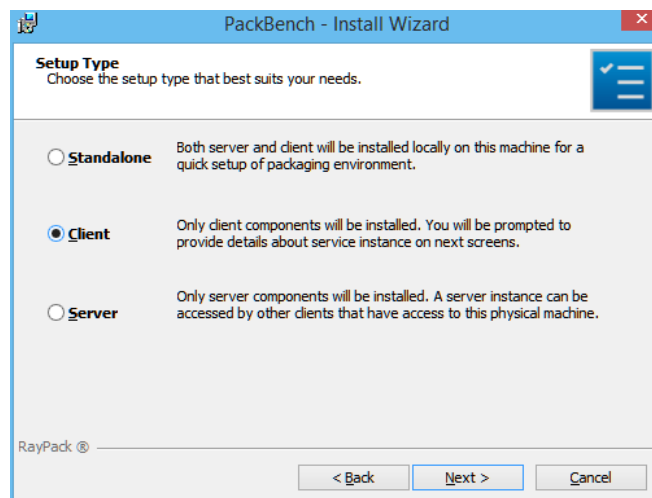 PackBench - Install Wizard
Setup Type
Choose the setup type that best suits your needs.
Standalone
Both server and client will be installed locally on this machine for a
quick setup of packaging environment.
Client
Only client components will be installed. You will be prompted to
provide details about service instance on next screens.
Server
Only server components will be installed. A server instance can be
accessed by other clients that have access to this physical machine.
RayPack ®
< Back
Next >
Cancel